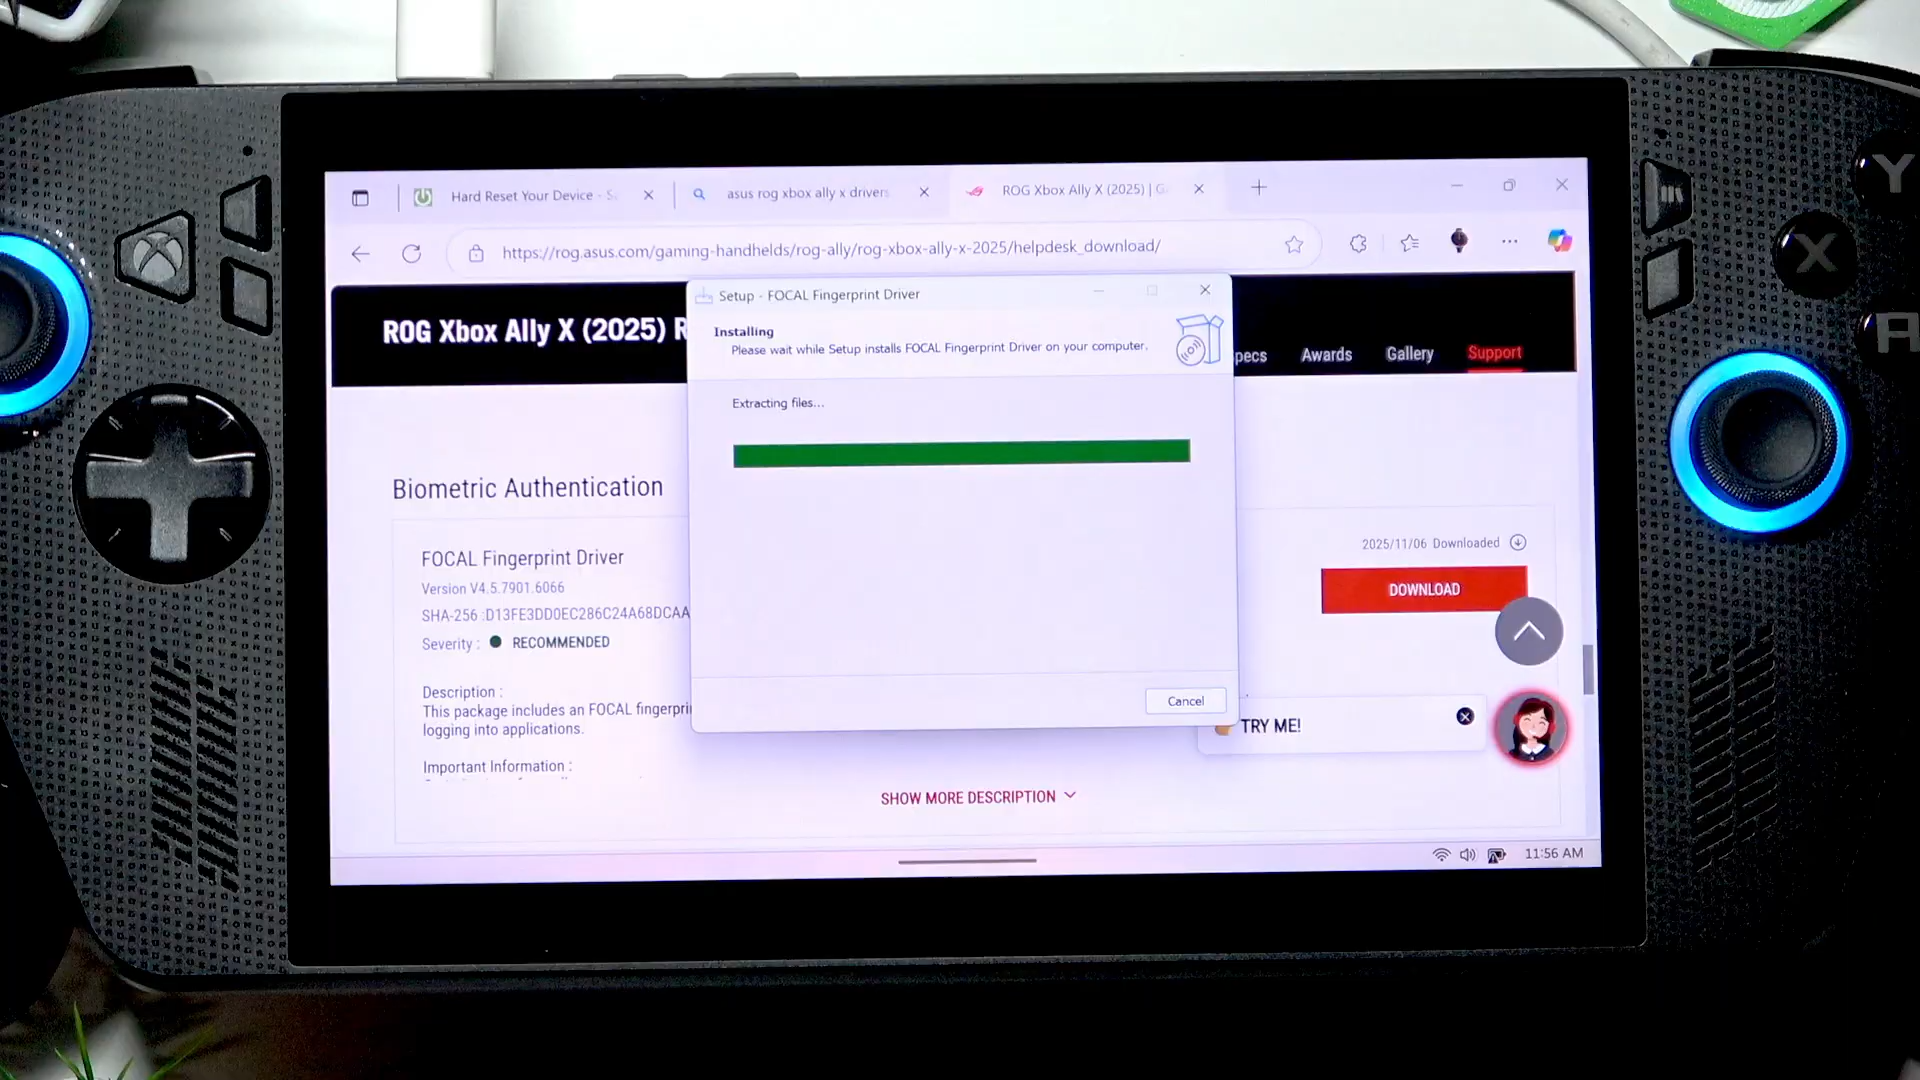 Hard Reset Your Device - S
asus rog xbox ally x drivers
ROG Xbox Ally X (2025) | G
https://rog.asus.com/gaming-handhelds/rog-ally/rog-xbox-ally-x-2025/helpdesk_download/
ROG Xbox Ally X (2025) R
pecs
Awards
Gallery
Support
Setup - FOCAL Fingerprint Driver
Installing
Please wait while Setup installs FOCAL Fingerprint Driver on your computer.
Extracting files...
Cancel
Biometric Authentication
FOCAL Fingerprint Driver
Version V4.5.7901.6066
SHA-256 :D13FE3DD0EC286C24A68DCAA
Severity : RECOMMENDED
Description :
This package includes an FOCAL fingerpri
logging into applications.
Important Information :
2025/11/06 Downloaded
DOWNLOAD
TRY ME!
SHOW MORE DESCRIPTION
11:56 AM
Y
X
A